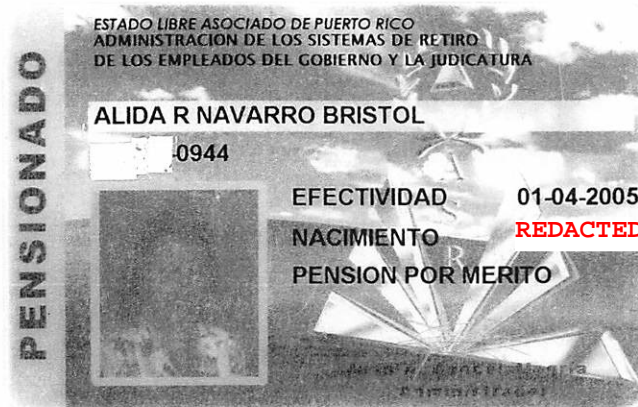 PENSIONADO
ESTADO LIBRE ASOCIADO DE PUERTO RICO
ADMINISTRACION DE LOS SISTEMAS DE RETIRO
DE LOS EMPLEADOS DEL GOBIERNO Y LA JUDICATURA
ALIDA R NAVARRO BRISTOL
-0944
EFECTIVIDAD 01-04-2005
NACIMIENTO REDACTED
R
PENSION POR MERITO
Administrador